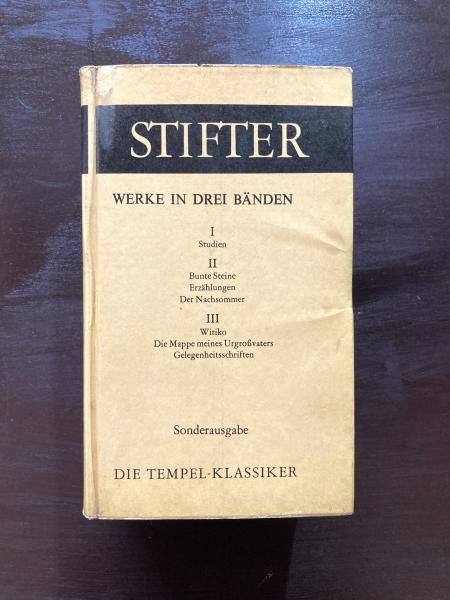 STIFTER
WERKE IN DREI BÄNDEN
I
Studien
II
Bunte Steine
Erzählungen
Der Nachsommer
III
Witiko
Die Mappe meines Urgroßvaters
Gelegenheitsschriften
Sonderausgabe
DIE TEMPEL-KLASSIKER